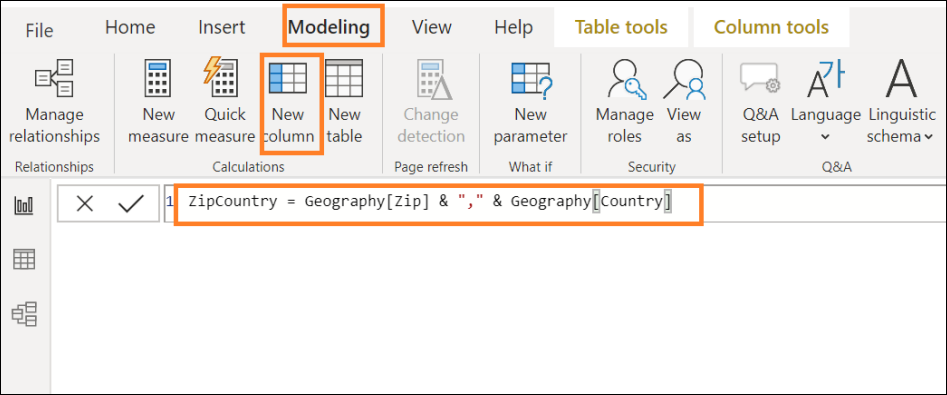 File Home Insert Modeling View Help Table tools Column tools
Manage relationships New measure Quick measure New column New table Change detection New parameter Manage roles View as Q&A setup Language Linguistic schema
Relationships Calculations Page refresh What if Security Q&A
1 ZipCountry = Geography[Zip] & "," & Geography[Country]